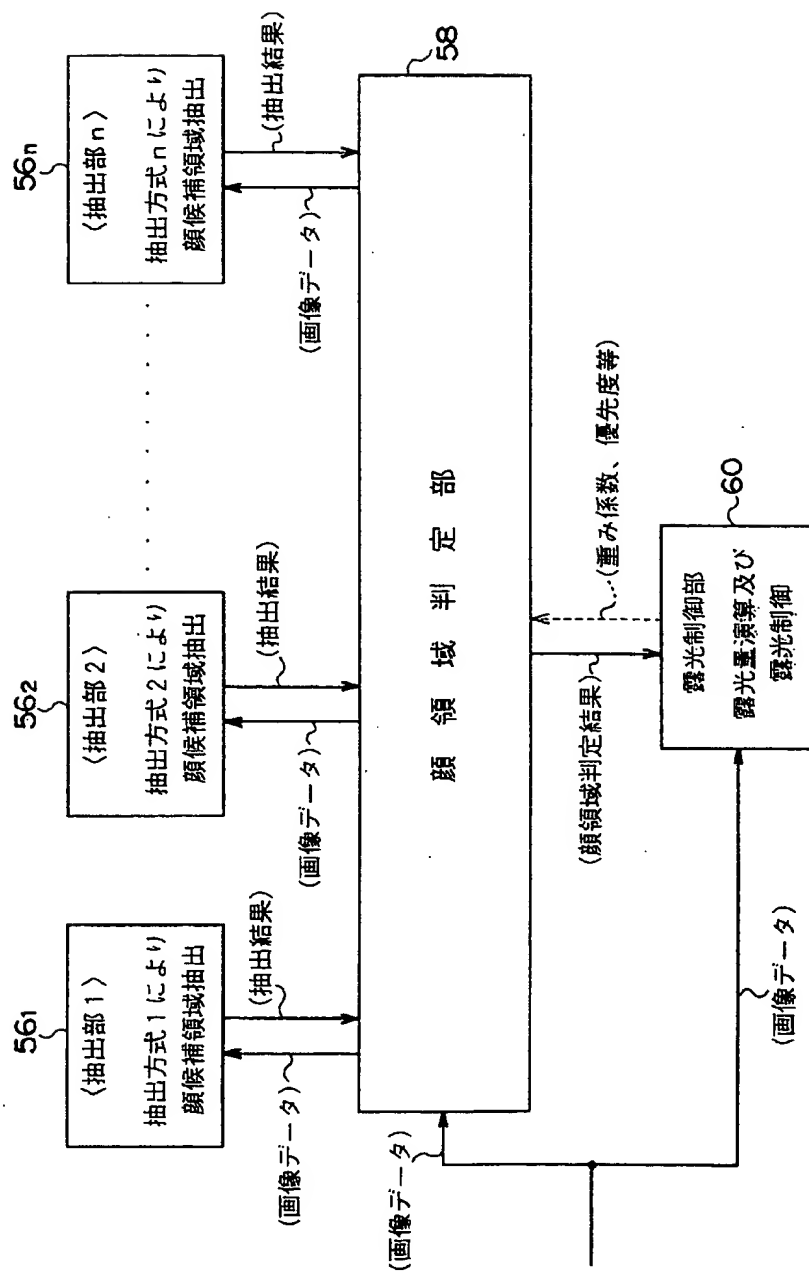 56₁
〈抽出部1〉
抽出方式1により
顔候補領域抽出
(画像データ)
(抽出結果)
56₂
〈抽出部2〉
抽出方式2により
顔候補領域抽出
(画像データ)
(抽出結果)
56n
〈抽出部n〉
抽出方式nにより
顔候補領域抽出
(画像データ)
(抽出結果)
(画像データ)
顔領域判定部
58
(顔領域判定結果)
(重み係数、優先度等)
60
露光制御部
露光量演算及び
露光制御
(画像データ)